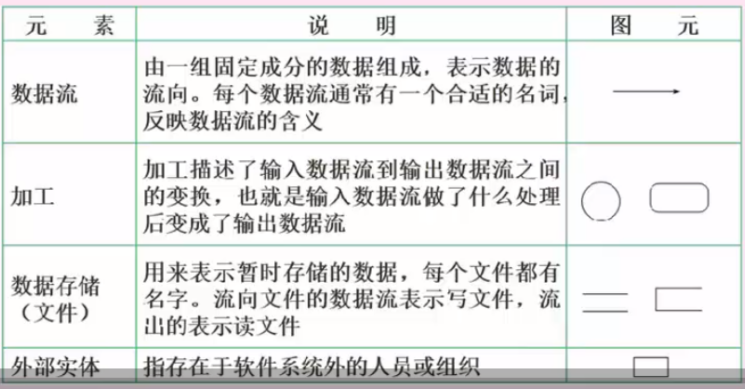 元 素 说 明 图 元
数据流
由一组固定成分的数据组成，表示数据的
流向。每个数据流通常有一个合适的名词，
反映数据流的含义
加工
加工描述了输入数据流到输出数据流之间
的变换，也就是输入数据流做了什么处理
后变成了输出数据流
数据存储
（文件）
用来表示暂时存储的数据，每个文件都有
名字。流向文件的数据流表示写文件，流
出的表示读文件
外部实体 指存在于软件系统外的人员或组织